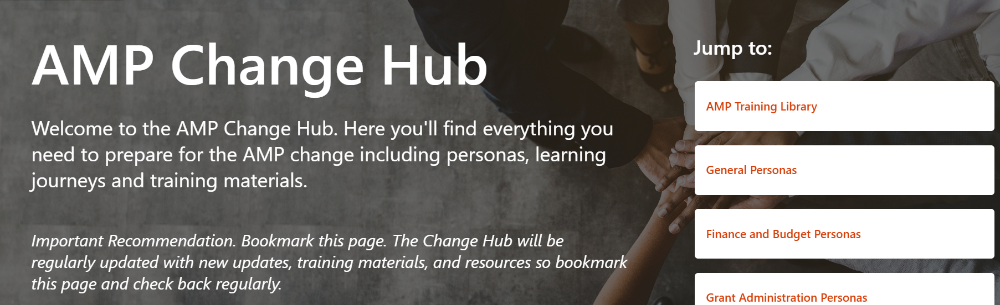 AMP Change Hub
Welcome to the AMP Change Hub. Here you'll find everything you
need to prepare for the AMP change including personas, learning
journeys and training materials.
Important Recommendation. Bookmark this page. The Change Hub will be
regularly updated with new updates, training materials, and resources so bookmark
this page and check back regularly.
Jump to:
AMP Training Library
General Personas
Finance and Budget Personas
Grant Administration Personas